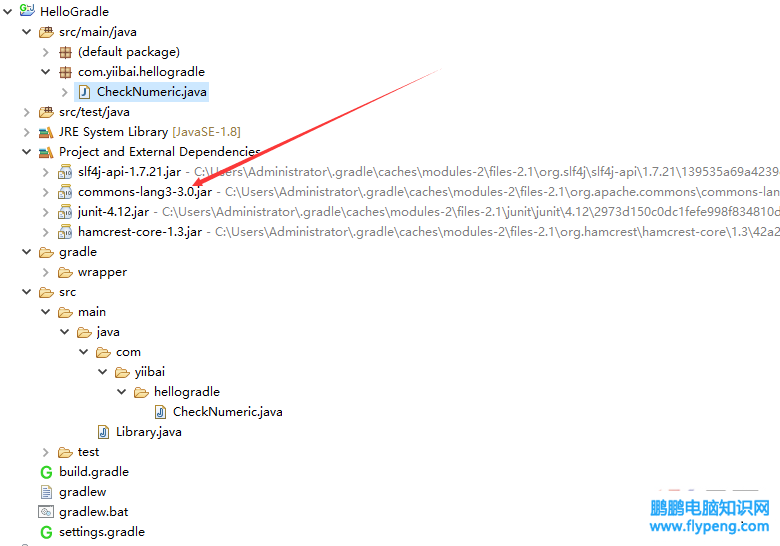 HelloGradle
src/main/java
(default package)
com.yiibai.hellogradle
CheckNumeric.java
src/test/java
JRE System Library [JavaSE-1.8]
Project and External Dependencies
slf4j-api-1.7.21.jar - C:\Users\Administrator\.gradle\caches\modules-2\files-2.1\org.slf4j\slf4j-api\1.7.21\139535a69a4239
commons-lang3-3.0.jar - C:\Users\Administrator\.gradle\caches\modules-2\files-2.1\org.apache.commons\commons-lan
junit-4.12.jar - C:\Users\Administrator\.gradle\caches\modules-2\files-2.1\junit\junit\4.12\2973d150c0dc1fefe998f834810d
hamcrest-core-1.3.jar - C:\Users\Administrator\.gradle\caches\modules-2\files-2.1\org.hamcrest\hamcrest-core\1.3\42a2
gradle
wrapper
src
main
java
com
yiibai
hellogradle
CheckNumeric.java
Library.java
test
build.gradle
gradlew
gradlew.bat
settings.gradle
鹏鹏电脑知识网
www.flypeng.com